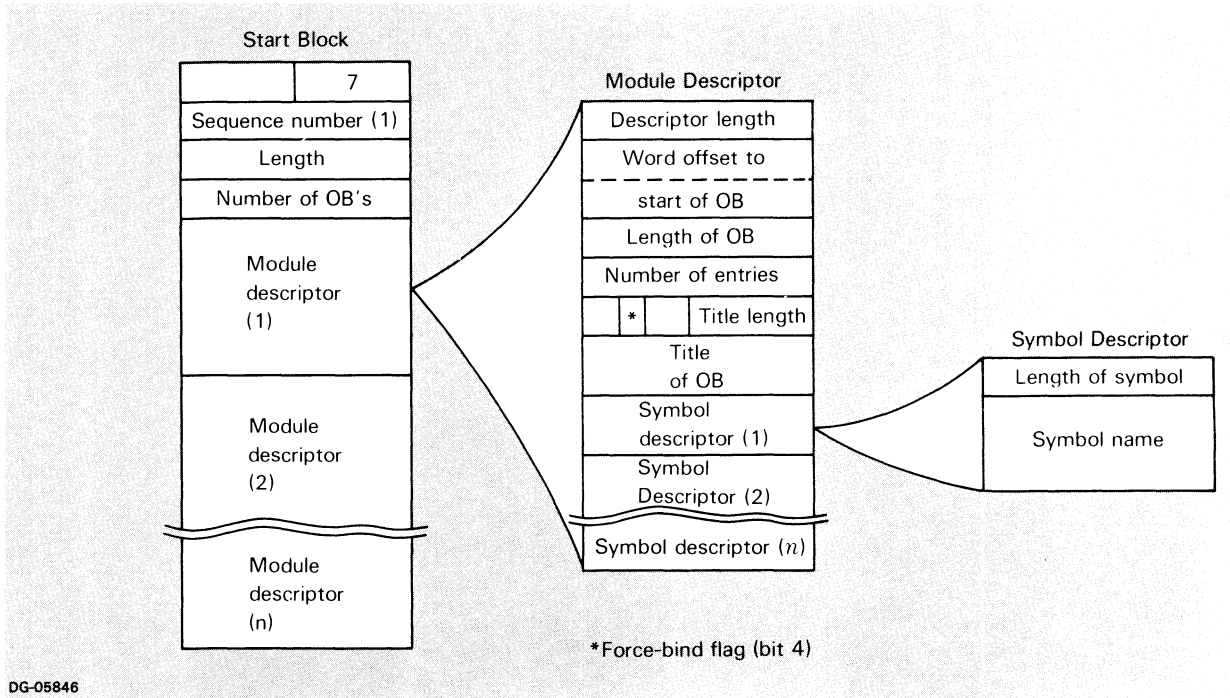 Start Block
7
Sequence number (1)
Length
Number of OB's
Module
descriptor
(1)
Module
descriptor
(2)
Module
descriptor
(n)
Module Descriptor
Descriptor length
Word offset to
start of OB
Length of OB
Number of entries
* Title length
Title
of OB
Symbol
descriptor (1)
Symbol
Descriptor (2)
Symbol descriptor (n)
*Force-bind flag (bit 4)
Symbol Descriptor
Length of symbol
Symbol name
DG-05846